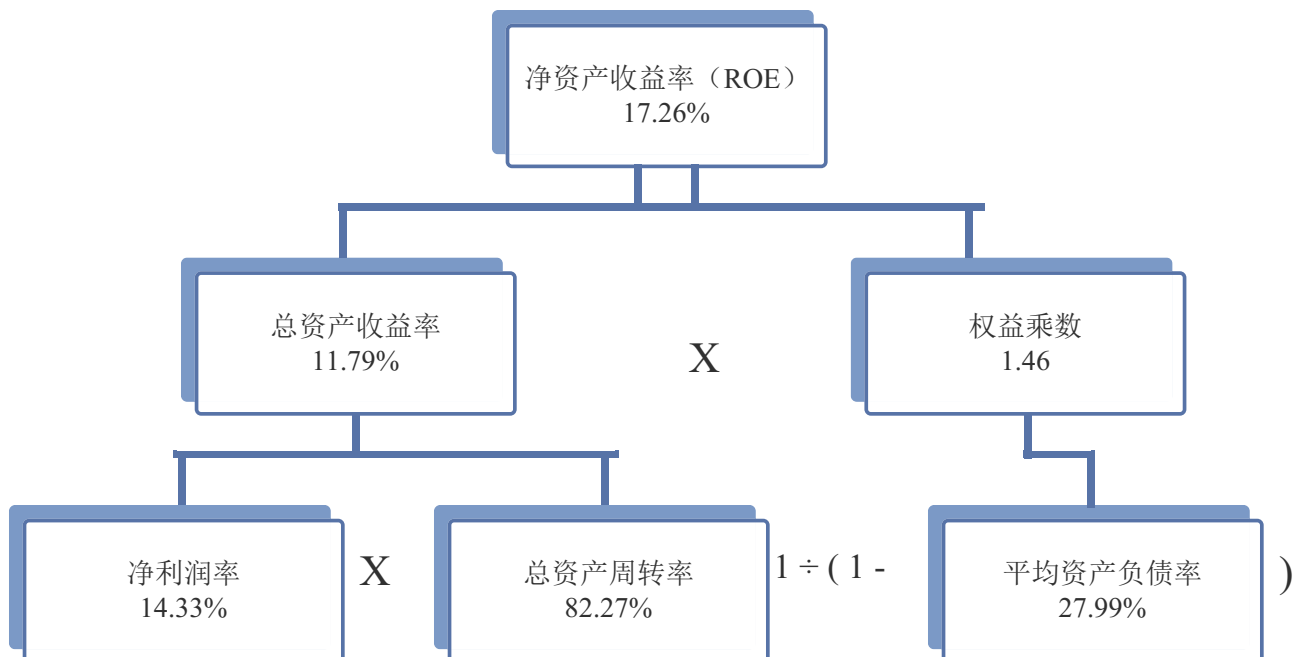 净资产收益率（ROE）
17.26%
总资产收益率
11.79%
X
权益乘数
1.46
净利润率
14.33%
X
总资产周转率
82.27%
1 ÷ ( 1 -
平均资产负债率
27.99%
)